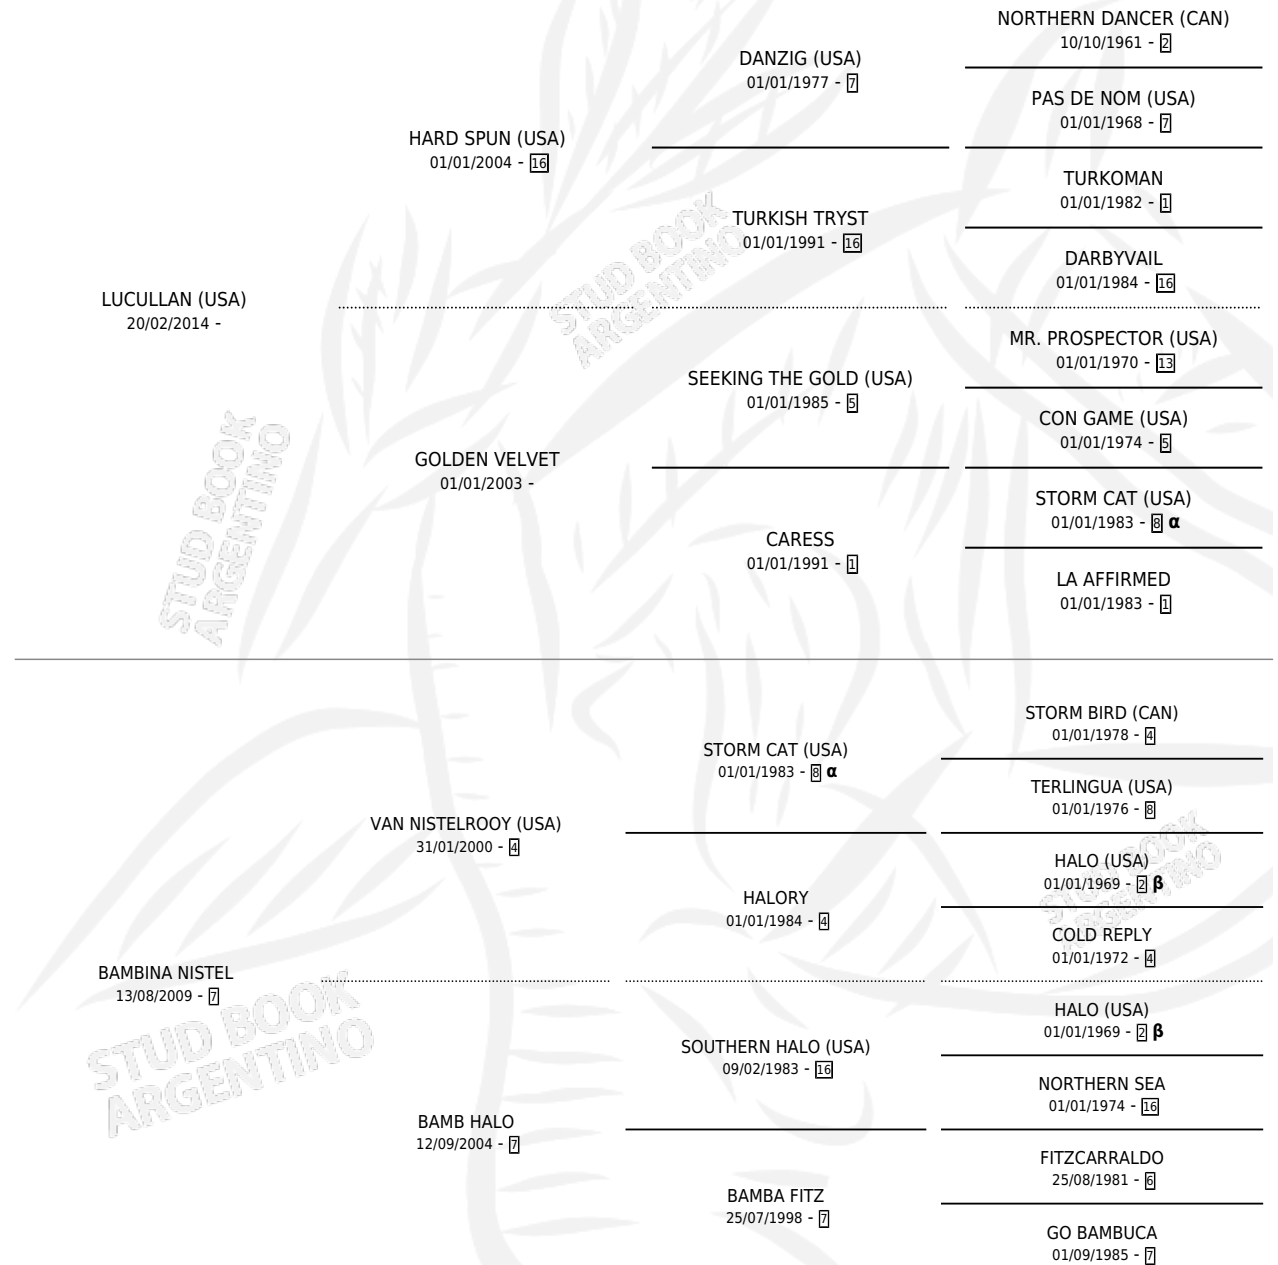 NORTHERN DANCER (CAN)
10/10/1961 - 2
DANZIG (USA)
01/01/1977 - 7
PAS DE NOM (USA)
01/01/1968 - 7
HARD SPUN (USA)
01/01/2004 - 16
TURKOMAN
01/01/1982 - 1
TURKISH TRYST
01/01/1991 - 16
DARBYVAIL
01/01/1984 - 16
LUCULLAN (USA)
20/02/2014 -
MR. PROSPECTOR (USA)
01/01/1970 - 13
SEEKING THE GOLD (USA)
01/01/1985 - 5
CON GAME (USA)
01/01/1974 - 5
GOLDEN VELVET
01/01/2003 -
STORM CAT (USA)
01/01/1983 - 8 α
CARESS
01/01/1991 - 1
LA AFFIRMED
01/01/1983 - 1
STORM BIRD (CAN)
01/01/1978 - 4
STORM CAT (USA)
01/01/1983 - 8 α
TERLINGUA (USA)
01/01/1976 - 8
VAN NISTELROOY (USA)
31/01/2000 - 4
HALO (USA)
01/01/1969 - 2 β
HALORY
01/01/1984 - 4
COLD REPLY
01/01/1972 - 4
BAMBINA NISTEL
13/08/2009 - 7
HALO (USA)
01/01/1969 - 2 β
SOUTHERN HALO (USA)
09/02/1983 - 16
NORTHERN SEA
01/01/1974 - 16
BAMB HALO
12/09/2004 - 7
FITZCARRALDO
25/08/1981 - 6
BAMBA FITZ
25/07/1998 - 7
GO BAMBUCA
01/09/1985 - 7
STUD BOOK
ARGENTINO
STUD BOOK
ARGENTINO
STUD BOOK
ARGENTINO
STUD BOOK
ARGENTINO